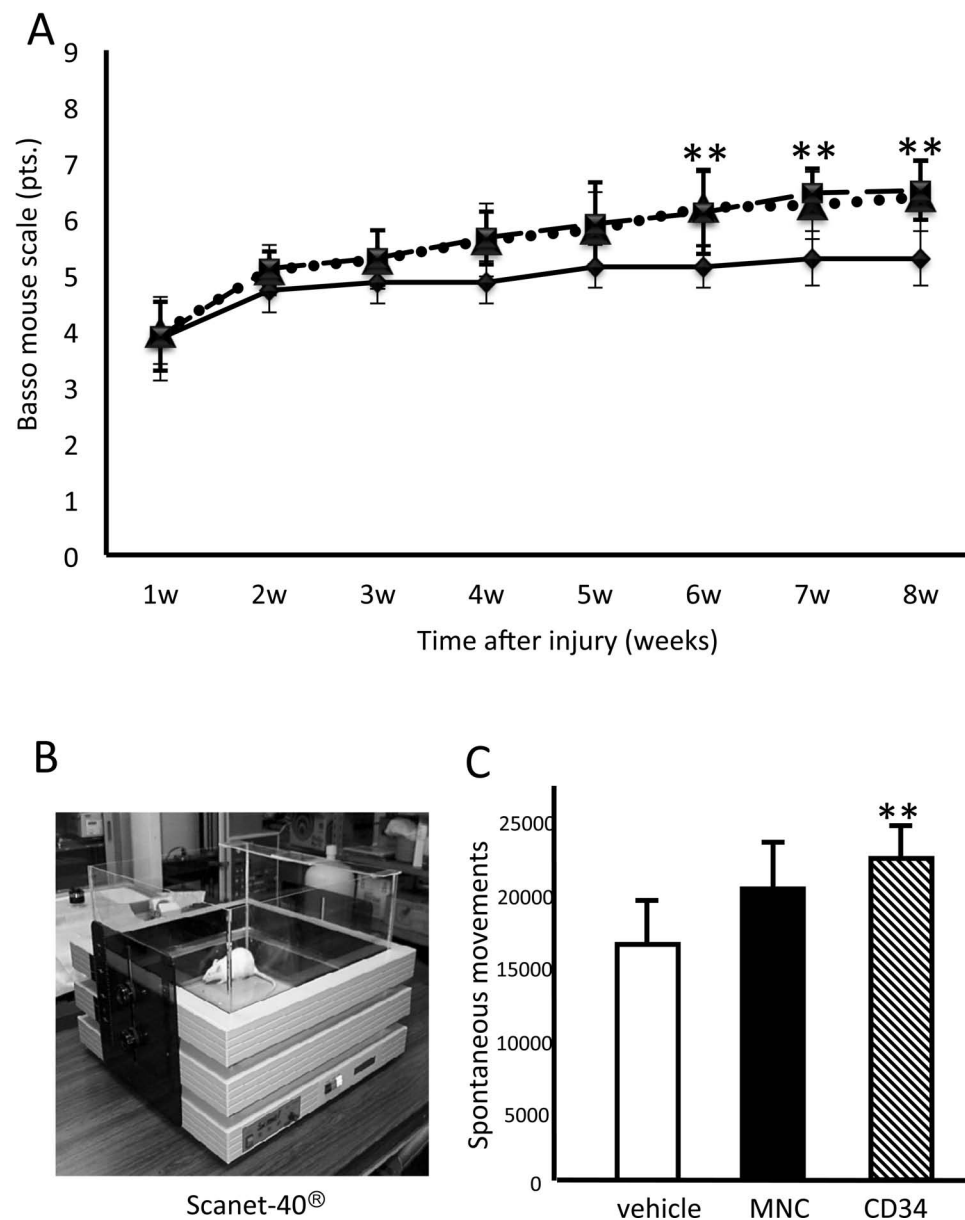 A
Basso mouse scale (pts.)
9
8
7
6
5
4
3
2
1
0
** ** **
1w 2w 3w 4w 5w 6w 7w 8w
Time after injury (weeks)
B
Scanet-40®
C
Spontaneous movements
25000
20000
15000
10000
5000
0
**
vehicle MNC CD34